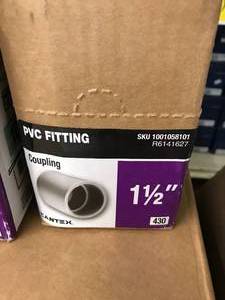 PVC FITTING
SKU 1001058101
R6141627
Coupling
1½"
CANTEX
430